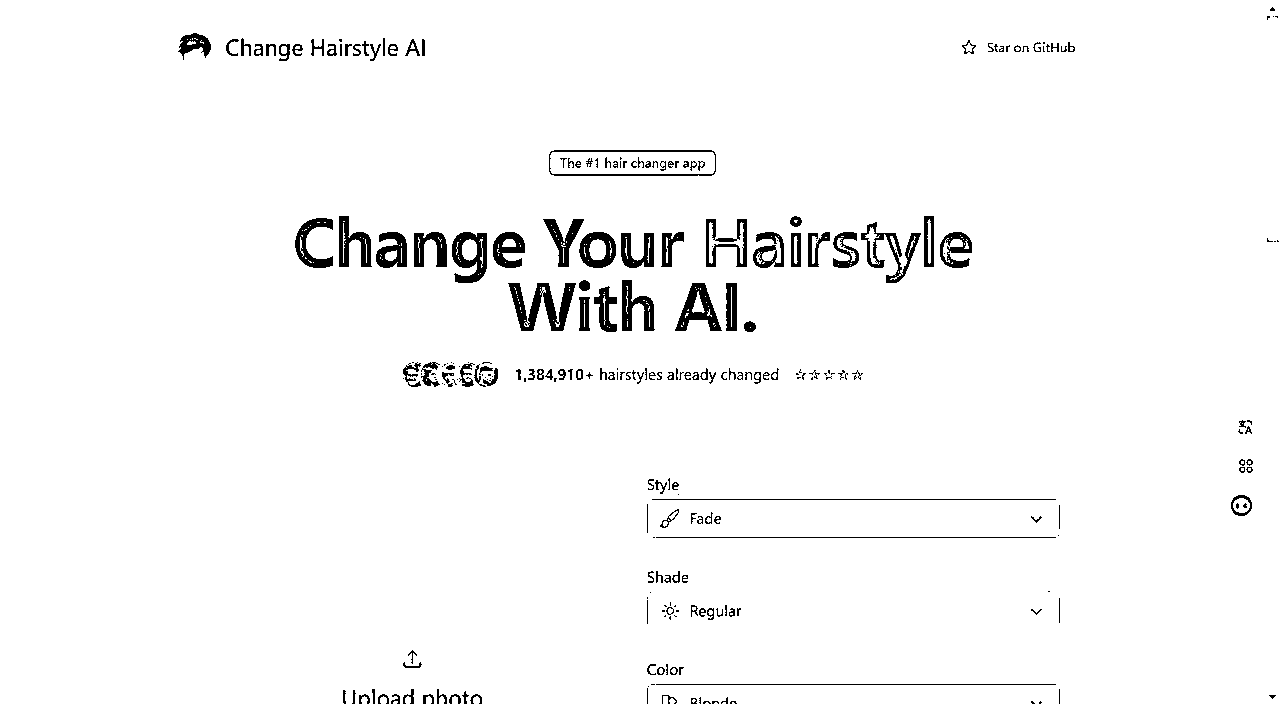 Change Hairstyle AI
Star on GitHub
The #1 hair changer app
Change Your Hairstyle
With AI.
1,384,910+ hairstyles already changed
Style
Fade
Shade
Regular
Color
Upload photo
Blonde